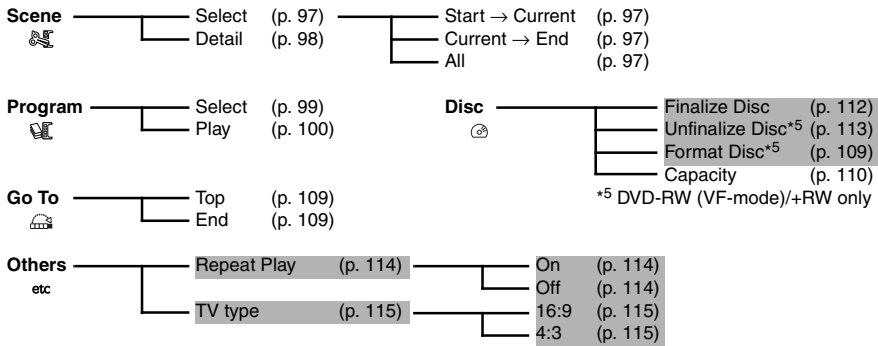 Scene Select (p. 97) Start → Current (p. 97)
Detail (p. 98) Current → End (p. 97)
All (p. 97)
Program Select (p. 99) Disc Finalize Disc (p. 112)
Play (p. 100) Unfinalize Disc*5 (p. 113)
Format Disc*5 (p. 109)
Capacity (p. 110)
Go To Top (p. 109) *5 DVD-RW (VF-mode)/+RW only
End (p. 109)
Others Repeat Play (p. 114) On (p. 114)
etc Off (p. 114)
TV type (p. 115) 16:9 (p. 115)
4:3 (p. 115)